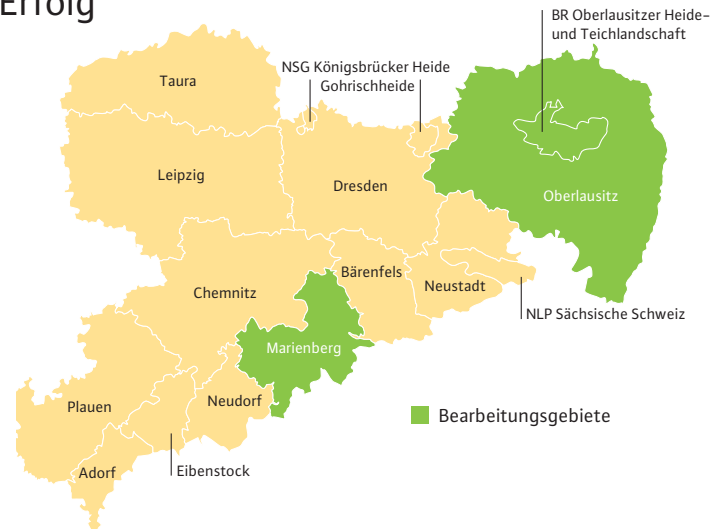 Erfolg
BR Oberlausitzer Heide-
und Teichlandschaft
NSG Königsbrücker Heide
Gohrischheide
Taura
Leipzig
Dresden
Oberlausitz
Bärenfels
Chemnitz
Neustadt
NLP Sächsische Schweiz
Marienberg
Plauen
Neudorf
Bearbeitungsgebiete
Adorf
Eibenstock